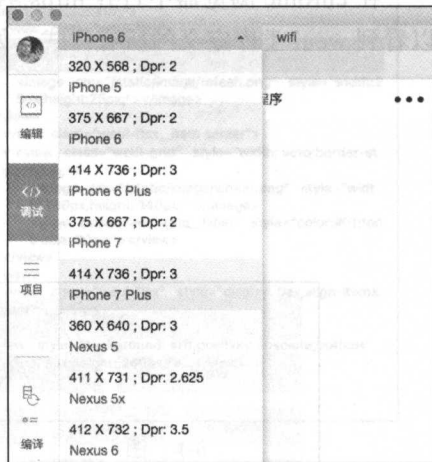 iPhone 6
wifi
320 X 568 ; Dpr: 2
iPhone 5
程序
375 X 667 ; Dpr: 2
iPhone 6
编辑
414 X 736 ; Dpr: 3
iPhone 6 Plus
</>
调试
375 X 667 ; Dpr: 2
iPhone 7
414 X 736 ; Dpr: 3
iPhone 7 Plus
项目
360 X 640 ; Dpr: 3
Nexus 5
411 X 731 ; Dpr: 2.625
Nexus 5x
412 X 732 ; Dpr: 3.5
Nexus 6
编译